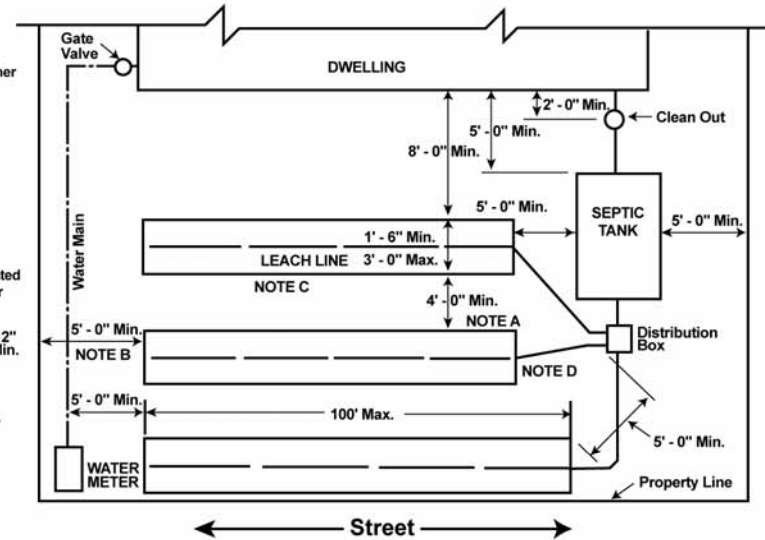 Gate
Valve
DWELLING
2' - 0" Min.
Clean Out
5' - 0" Min.
8' - 0" Min.
5' - 0" Min.
SEPTIC
TANK
5' - 0" Min.
Water Main
1' - 6" Min.
LEACH LINE 3' - 0" Max.
NOTE C
4' - 0" Min.
NOTE A
5' - 0" Min.
NOTE B
Distribution
Box
NOTE D
5' - 0" Min.
100' Max.
5' - 0" Min.
WATER
METER
Property Line
Street
2"